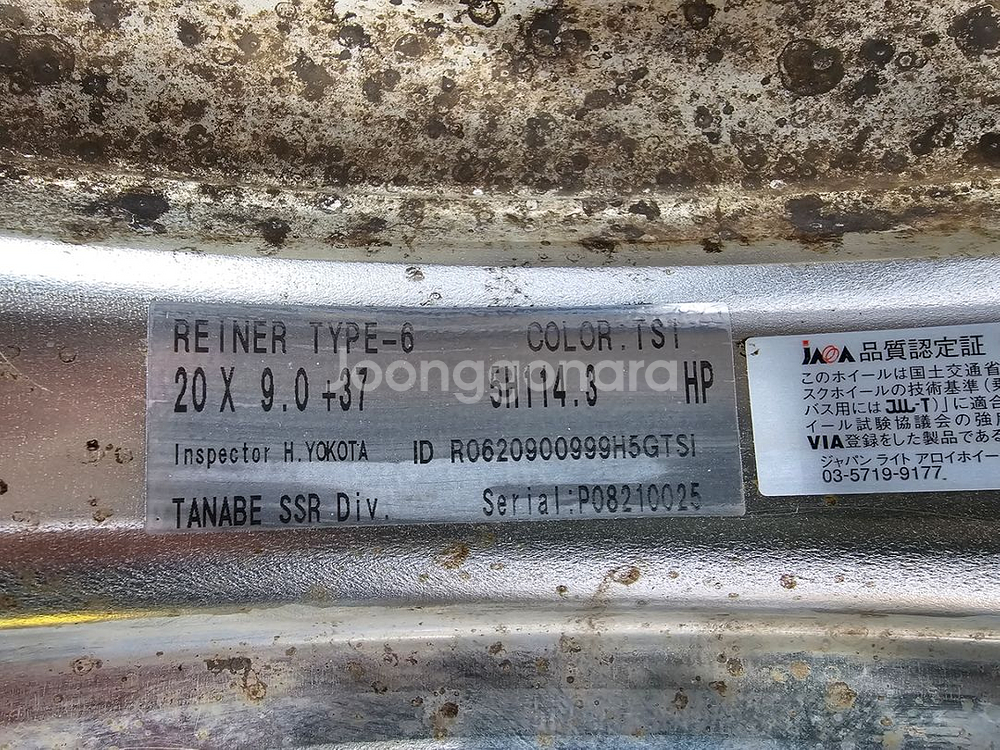 REINER TYPE-6 COLOR:TSI
20 X 9.0 +37 5H114.3 HP
Inspector H.YOKOTA ID R0620900999H5GTSI
TANABE SSR Div. Serial:P08210025
joonggonara
JAWA 品質認定証
このホイールは国土交通省
スクホイールの技術基準
バス用には JWL-T)」に適合
イール試験協議会の強
VIA登録をした製品である
ジャパン ライト アロイホイー
03-5719-9177